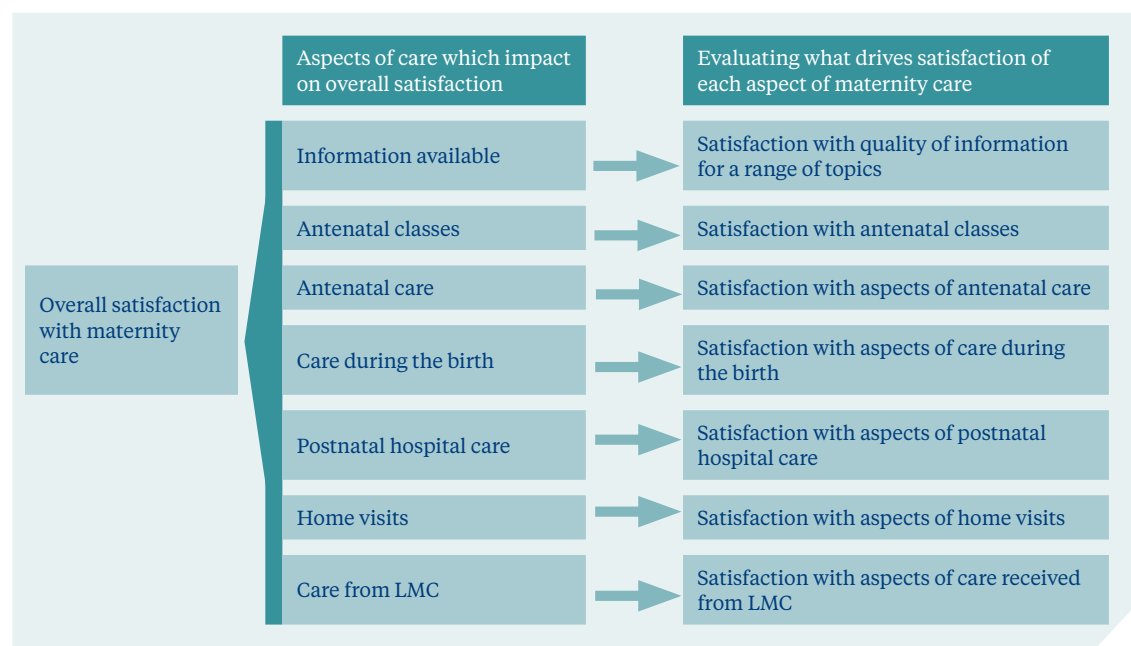 Aspects of care which impact
on overall satisfaction
Evaluating what drives satisfaction of
each aspect of maternity care
Overall satisfaction
with maternity
care
Information available
Satisfaction with quality of information
for a range of topics
Antenatal classes
Satisfaction with antenatal classes
Antenatal care
Satisfaction with aspects of antenatal care
Care during the birth
Satisfaction with aspects of care during
the birth
Postnatal hospital care
Satisfaction with aspects of postnatal
hospital care
Home visits
Satisfaction with aspects of home visits
Care from LMC
Satisfaction with aspects of care received
from LMC